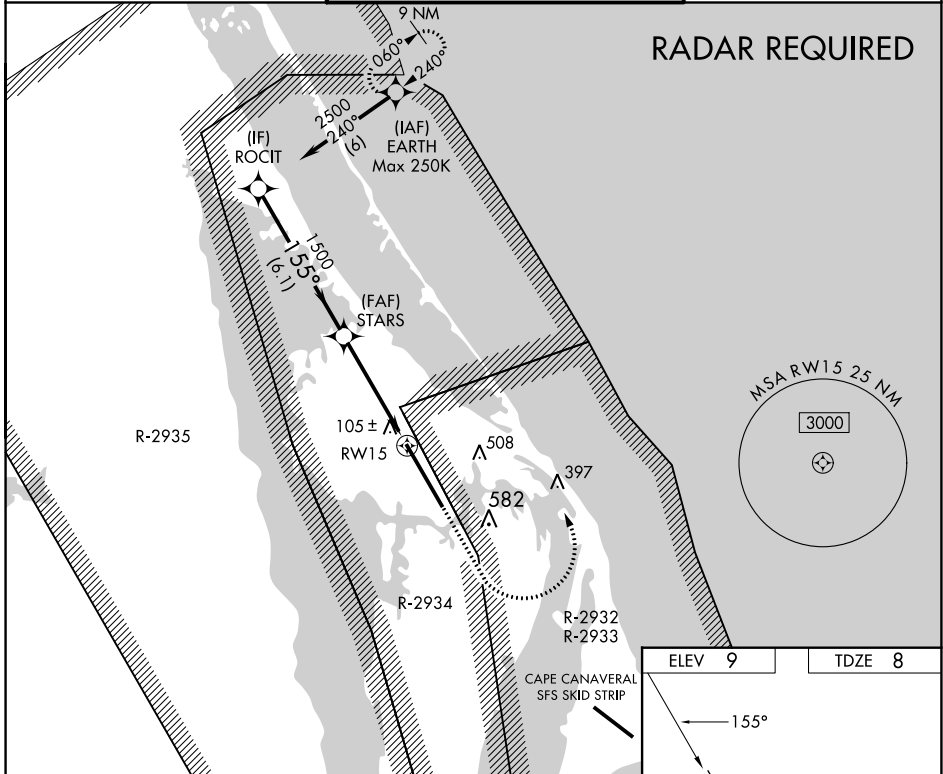 9 NM
RADAR REQUIRED
060°
240°
2500
240°
(6)
(IAF)
EARTH
Max 250K
(IF)
ROCIT
1500
155°
(6.1)
(FAF)
STARS
MSA RW15 25 NM
3000
R-2935
105 ±
RW15
508
397
582
R-2934
R-2932
R-2933
CAPE CANAVERAL
SFS SKID STRIP
ELEV 9
TDZE 8
155°